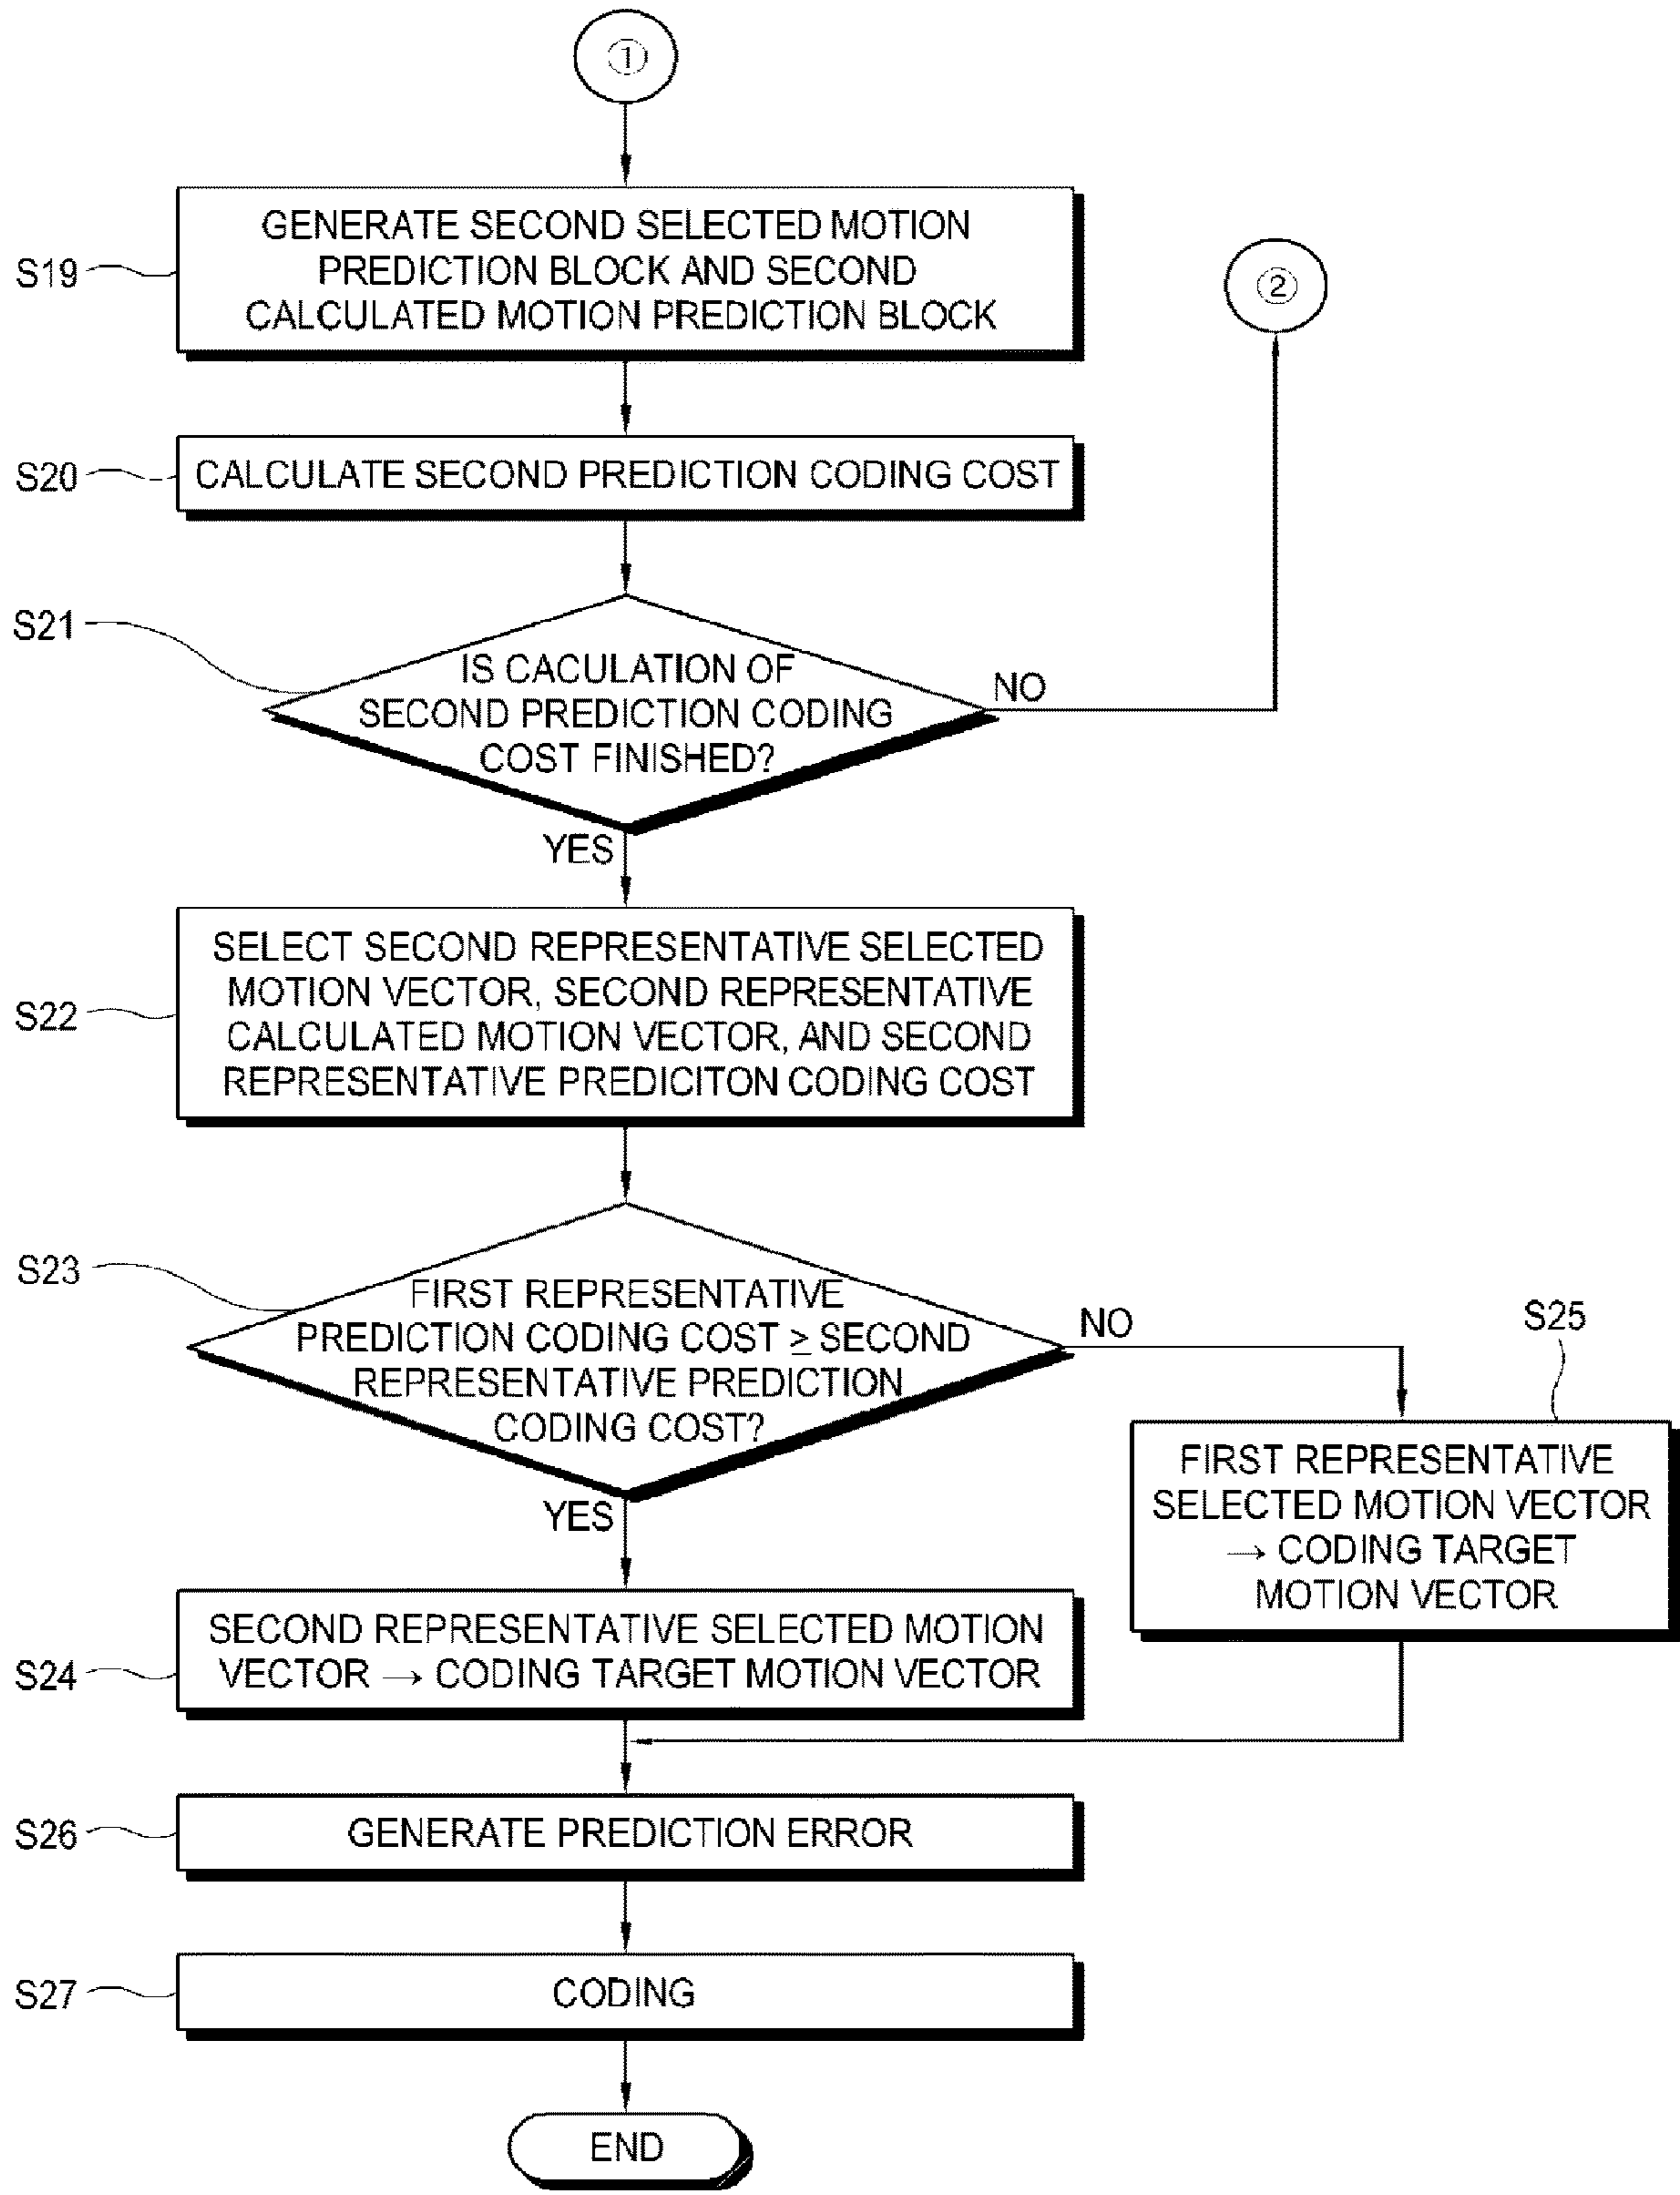 ①
S19
GENERATE SECOND SELECTED MOTION
PREDICTION BLOCK AND SECOND
CALCULATED MOTION PREDICTION BLOCK
②
S20
CALCULATE SECOND PREDICTION CODING COST
S21
IS CACULATION OF
SECOND PREDICTION CODING
COST FINISHED?
NO
YES
S22
SELECT SECOND REPRESENTATIVE SELECTED
MOTION VECTOR, SECOND REPRESENTATIVE
CALCULATED MOTION VECTOR, AND SECOND
REPRESENTATIVE PREDICITON CODING COST
S23
FIRST REPRESENTATIVE
PREDICTION CODING COST ≥ SECOND
REPRESENTATIVE PREDICTION
CODING COST?
NO
YES
S25
FIRST REPRESENTATIVE
SELECTED MOTION VECTOR
→ CODING TARGET
MOTION VECTOR
S24
SECOND REPRESENTATIVE SELECTED MOTION
VECTOR → CODING TARGET MOTION VECTOR
S26
GENERATE PREDICTION ERROR
S27
CODING
END